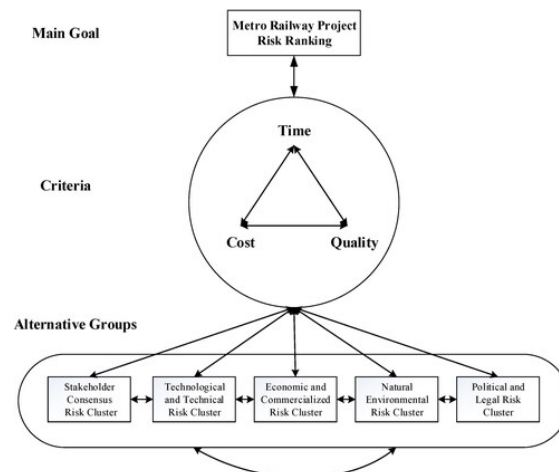 Main Goal
Metro Railway Project
Risk Ranking
Time
Criteria
Cost
Quality
Alternative Groups
Stakeholder
Consensus
Risk Cluster
Technological
and Technical
Risk Cluster
Economic and
Commercialized
Risk Cluster
Natural
Environmental
Risk Cluster
Political and
Legal Risk
Cluster